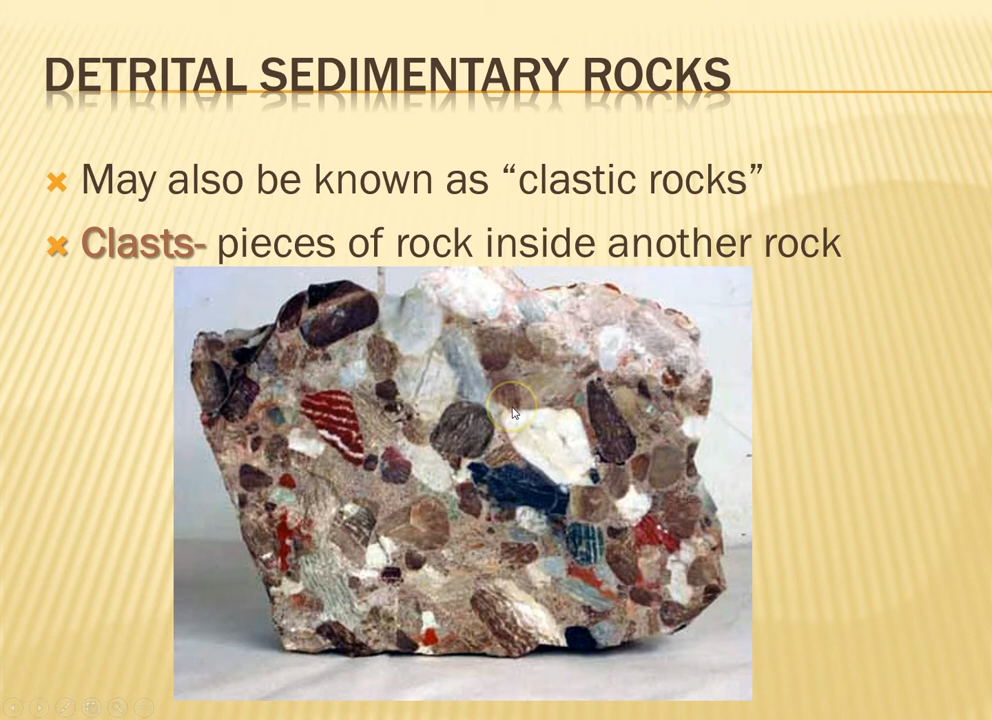 DETRITAL SEDIMENTARY ROCKS
May also be known as “clastic rocks”
Clasts- pieces of rock inside another rock